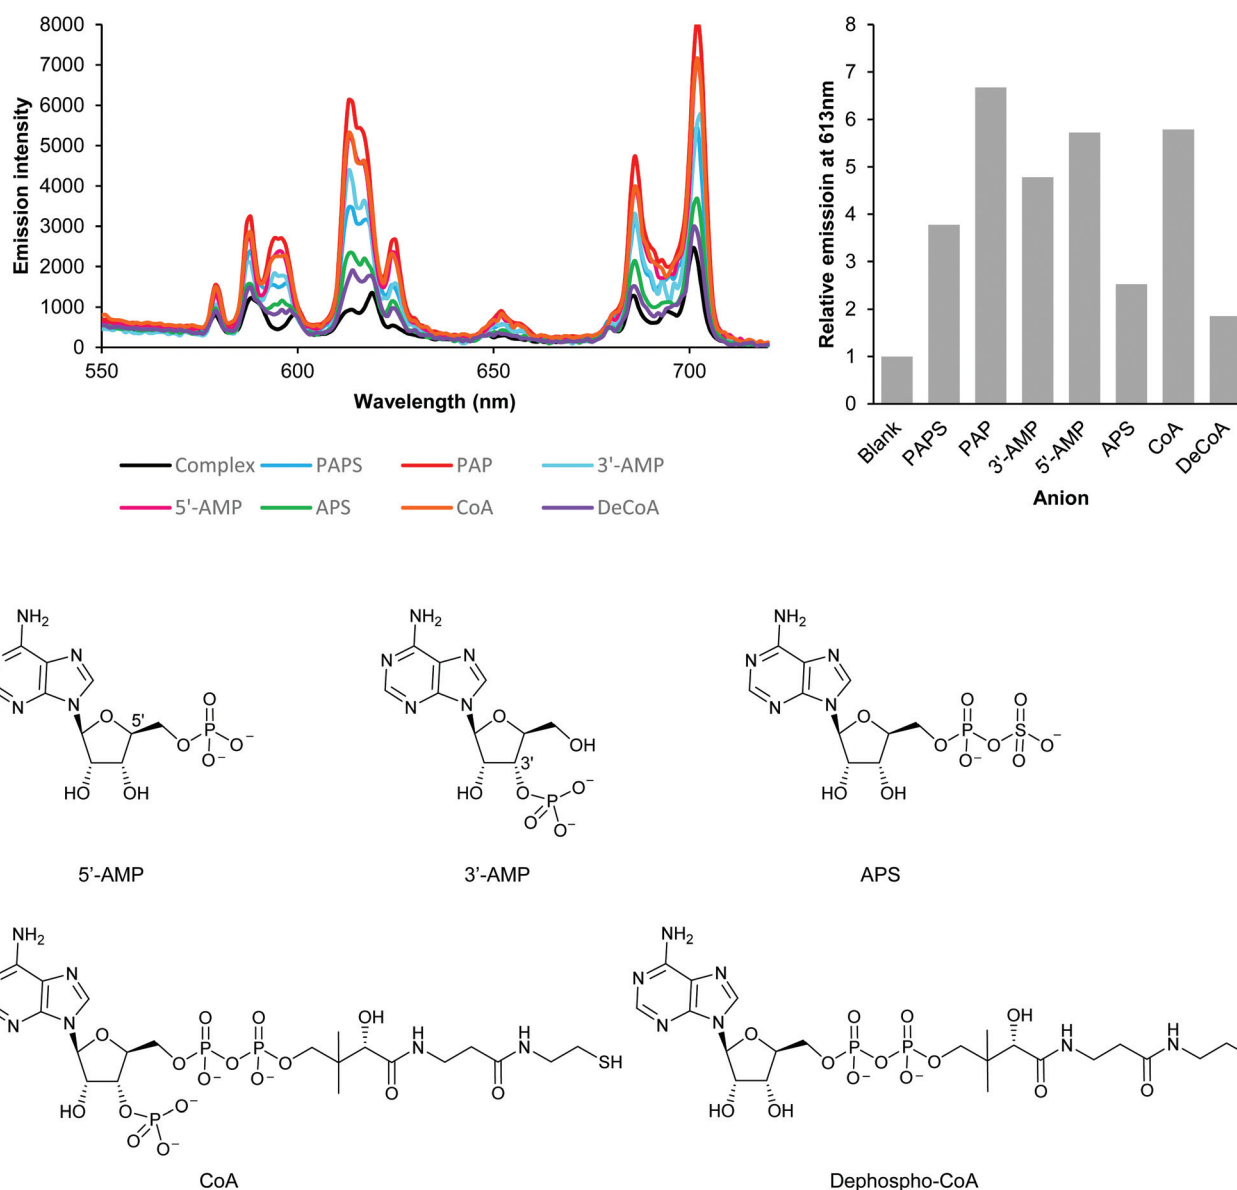 8000
7000
6000
5000
4000
3000
2000
1000
0
Emission intensity
550
600
650
700
Wavelength (nm)
Complex
PAPS
PAP
3'-AMP
5'-AMP
APS
CoA
DeCoA
8
7
6
5
4
3
2
1
0
Relative emissioin at 613nm
Blank
PAPS
PAP
3'-AMP
5'-AMP
APS
CoA
DeCoA
Anion
NH2
N
N
N
O
5'
O
P
O
O−
O−
HO
OH
5’-AMP
NH2
N
N
N
N
O
OH
3'
HO
O
P
O−
O
O−
3’-AMP
NH2
N
N
N
N
O
O
P
O
O−
O
S
O
O
O−
HO
OH
APS
NH2
N
N
N
O
O
P
O
O−
O
P
O
O−
O
OH
O
H
N
O
H
N
SH
HO
O
P
O−
O
O−
CoA
NH2
N
N
N
N
O
O
P
O
O−
O
P
O
O−
O
OH
O
H
N
O
H
N
HO
OH
Dephospho-CoA